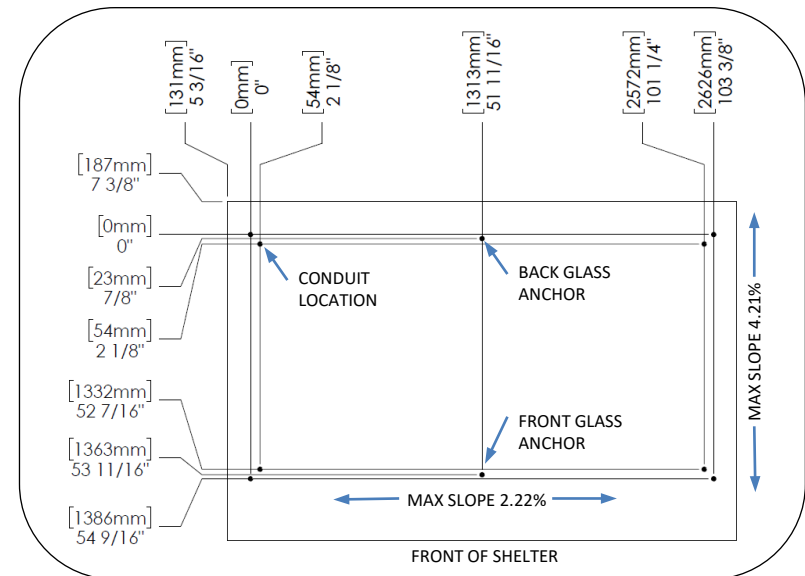 [131mm]
5 3/16"
[0mm]
0"
[54mm]
2 1/8"
[1313mm]
51 11/16"
[2572mm]
101 1/4"
[2626mm]
103 3/8"
[187mm]
7 3/8"
[0mm]
0"
[23mm]
7/8"
[54mm]
2 1/8"
[1332mm]
52 7/16"
[1363mm]
53 11/16"
[1386mm]
54 9/16"
CONDUIT
LOCATION
BACK GLASS
ANCHOR
FRONT GLASS
ANCHOR
MAX SLOPE 4.21%
MAX SLOPE 2.22%
FRONT OF SHELTER